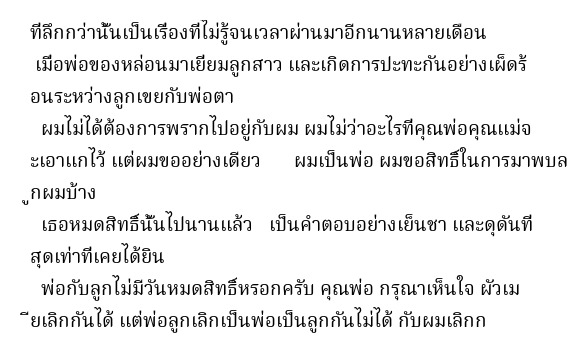 ที่ลึกกว่านั้นเป็นเรื่องที่ไม่รู้จนเวลาผ่านมาอีกนานหลายเดือน
เมื่อพ่อของหล่อนมาเยี่ยมลูกสาว และเกิดการปะทะกันอย่างเผ็ดร้
อนระหว่างลูกเขยกับพ่อตา
ผมไม่ได้ต้องการพรากไปอยู่กับผม ผมไม่ว่าอะไรที่คุณพ่อคุณแม่จ
ะเอาแกไว้ แต่ผมขออย่างเดียว ผมเป็นพ่อ ผมขอสิทธิ์ในการมาพบล
ูกผมบ้าง
เธอหมดสิทธิ์นั้นไปนานแล้ว เป็นคำตอบอย่างเย็นชา และดุดันที่
สุดเท่าที่เคยได้ยิน
พ่อกับลูกไม่มีวันหมดสิทธิ์หรอกครับ คุณพ่อ กรุณาเห็นใจ ผัวเม
ียเลิกกันได้ แต่พ่อลูกเลิกเป็นพ่อเป็นลูกกันไม่ได้ กับผมเลิกก